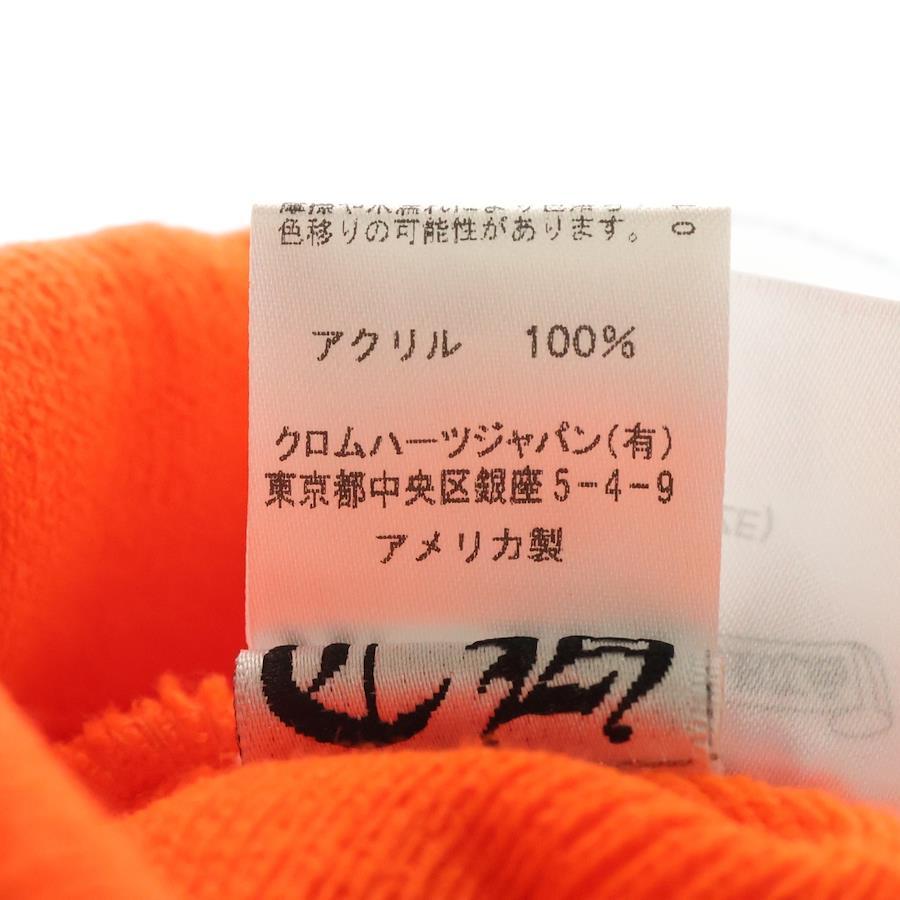 色移りの可能性があります。
0
アクリル 100%
クロムハーツジャパン(有)
東京都中央区銀座5-4-9
アメリカ製